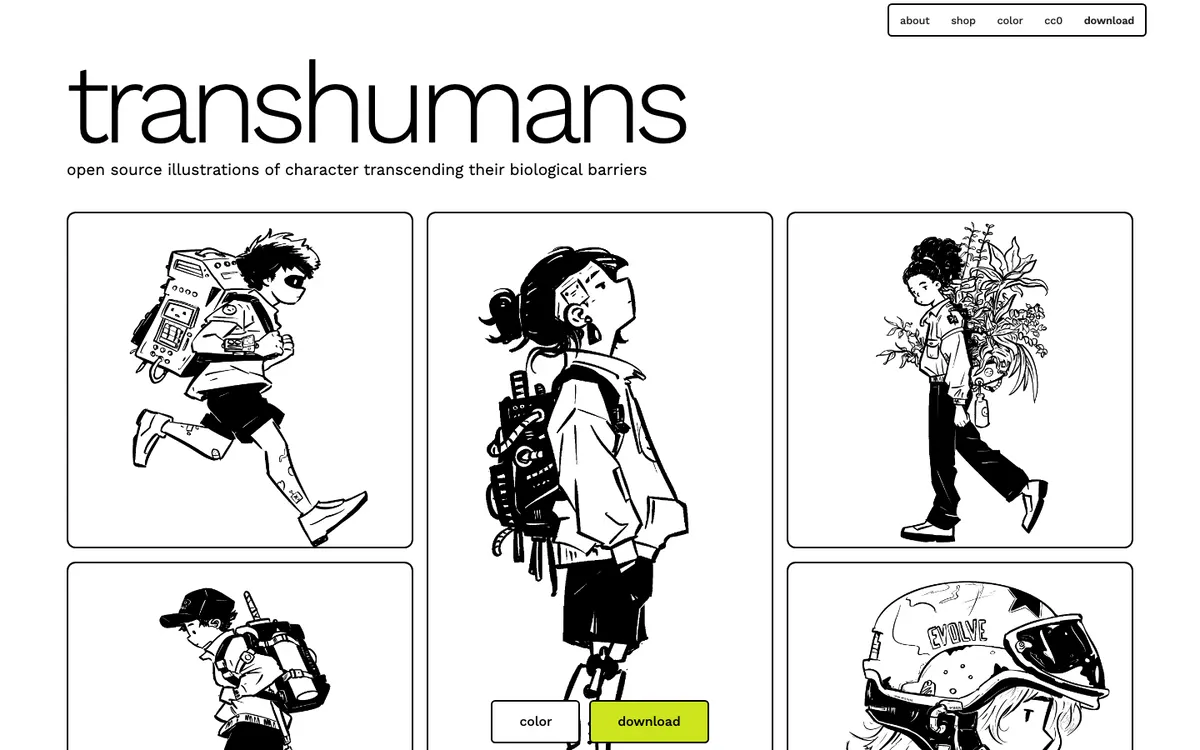 about shop color cc0 download
transhumans
open source illustrations of character transcending their biological barriers
EVOLVE
color download